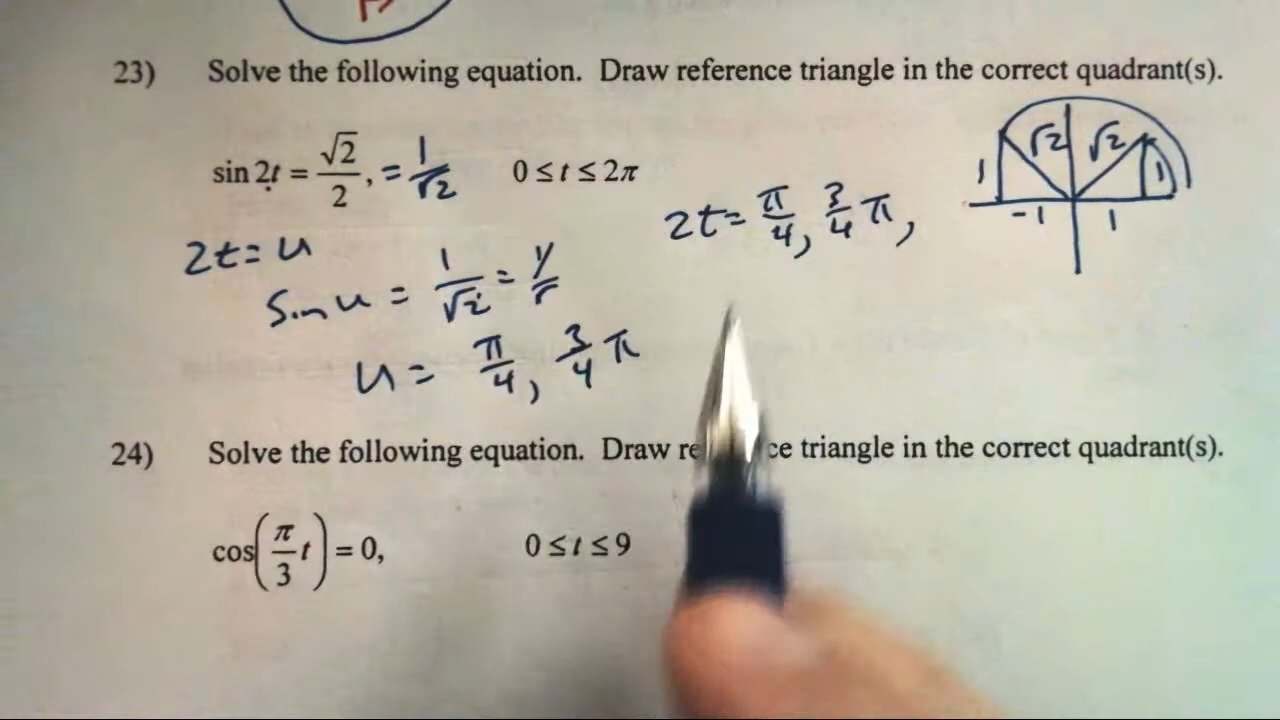 23) Solve the following equation. Draw reference triangle in the correct quadrant(s).
sin 2t = √2/2, = 1/√2 0 ≤ t ≤ 2π
√2 √2
1 1
-1 1
2t = π/4, 3/4 π,
2t = u
sin u = 1/√2 = y/r
u = π/4, 3/4 π
24) Solve the following equation. Draw re ce triangle in the correct quadrant(s).
cos(π/3 t) = 0, 0 ≤ t ≤ 9